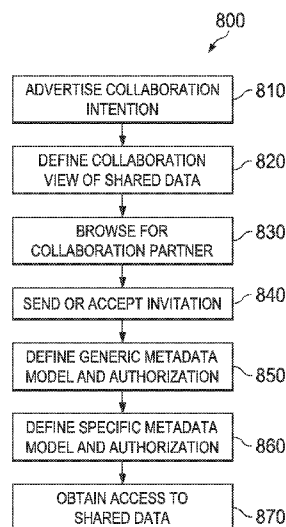 800
ADVERTISE COLLABORATION
INTENTION
810
DEFINE COLLABORATION
VIEW OF SHARED DATA
820
BROWSE FOR
COLLABORATION PARTNER
830
SEND OR ACCEPT INVITATION
840
DEFINE GENERIC METADATA
MODEL AND AUTHORIZATION
850
DEFINE SPECIFIC METADATA
MODEL AND AUTHORIZATION
860
OBTAIN ACCESS TO
SHARED DATA
870